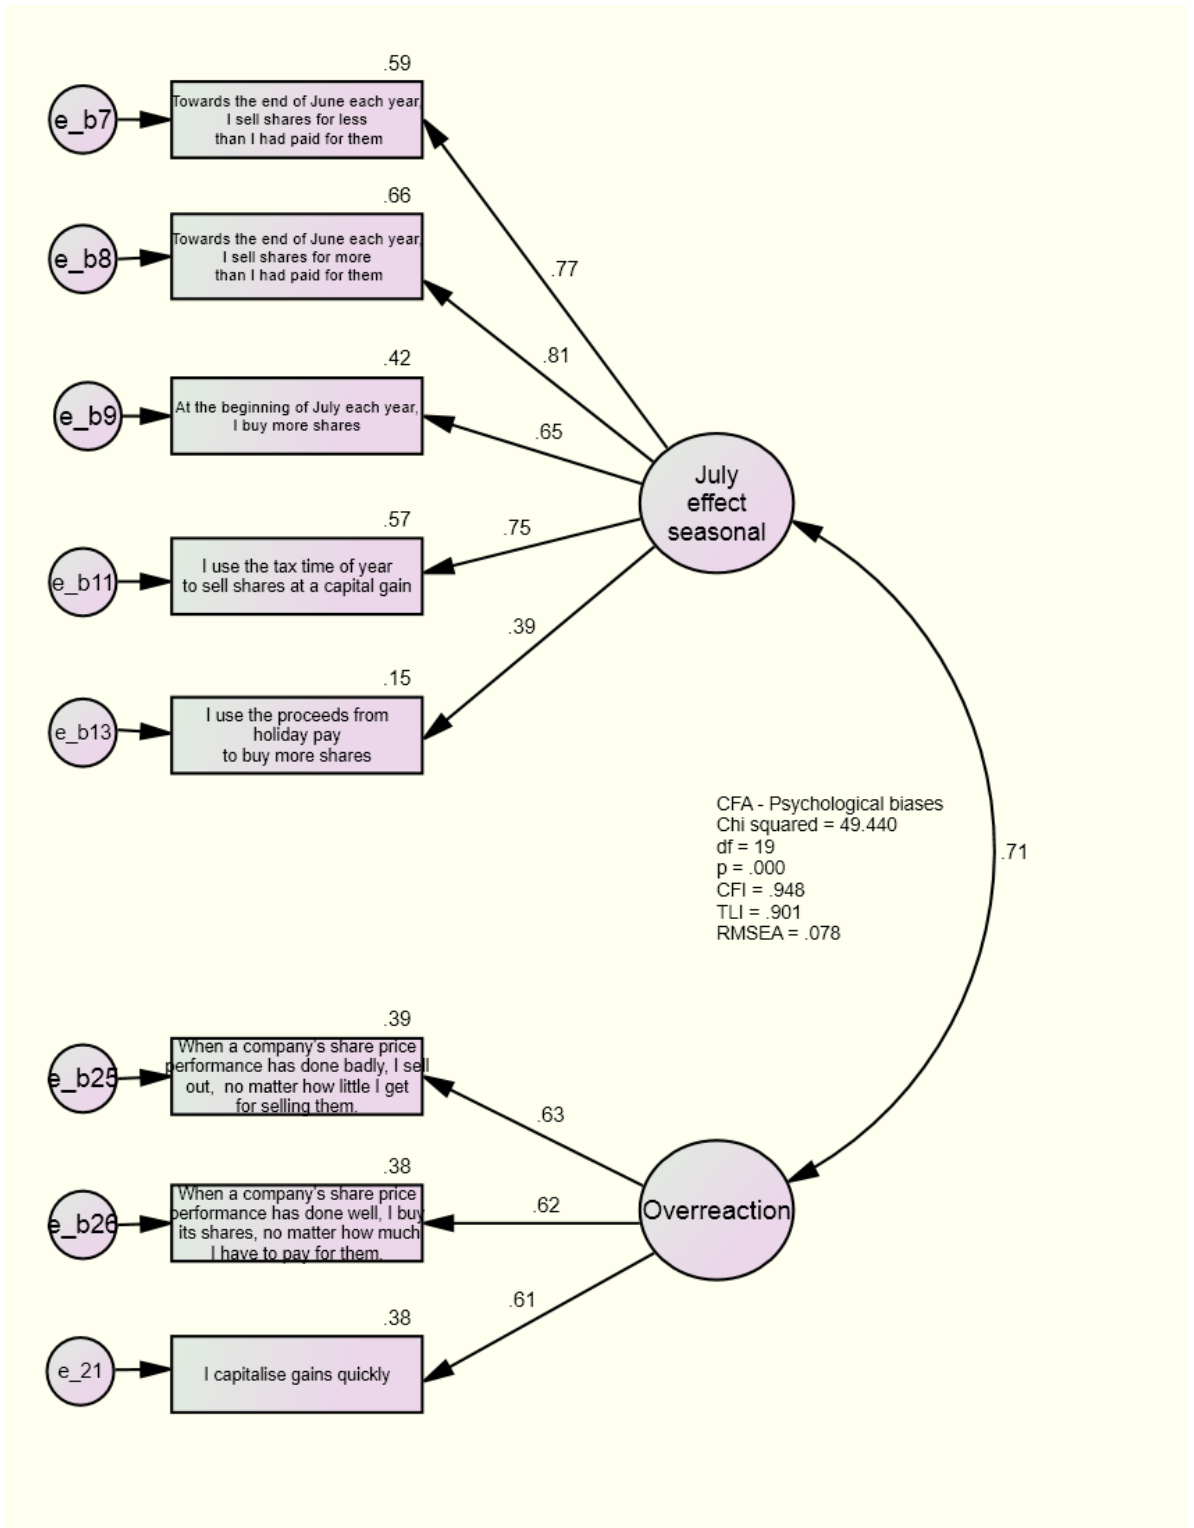 .59
e_b7
Towards the end of June each year,
I sell shares for less
than I had paid for them
.66
e_b8
Towards the end of June each year,
I sell shares for more
than I had paid for them
.77
.81
.42
e_b9
At the beginning of July each year,
I buy more shares
.65
July
effect
seasonal
.57
e_b11
I use the tax time of year
to sell shares at a capital gain
.75
.39
.15
e_b13
I use the proceeds from
holiday pay
to buy more shares
CFA - Psychological biases
Chi squared = 49.440
df = 19
p = .000
CFI = .948
TLI = .901
RMSEA = .078
.71
.39
e_b25
When a company's share price
performance has done badly, I sell
out,  no matter how little I get
for selling them.
.63
.38
e_b26
When a company's share price
performance has done well, I buy
its shares, no matter how much
I have to pay for them.
.62
Overreaction
.61
.38
e_21
I capitalise gains quickly